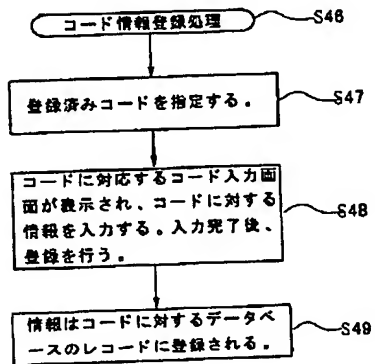 コード情報登録処理
S46
登録済みコードを指定する。
S47
コードに対応するコード入力画
面が表示され、コードに対する
情報を入力する。入力完了後、
登録を行う。
S48
情報はコードに対するデータベ
ースのレコードに登録される。
S49